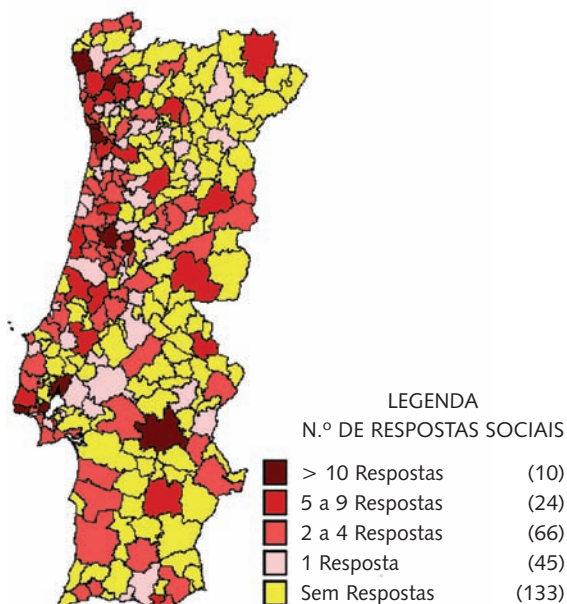 LEGENDA
N.º DE RESPOSTAS SOCIAIS
> 10 Respostas (10)
5 a 9 Respostas (24)
2 a 4 Respostas (66)
1 Resposta (45)
Sem Respostas (133)